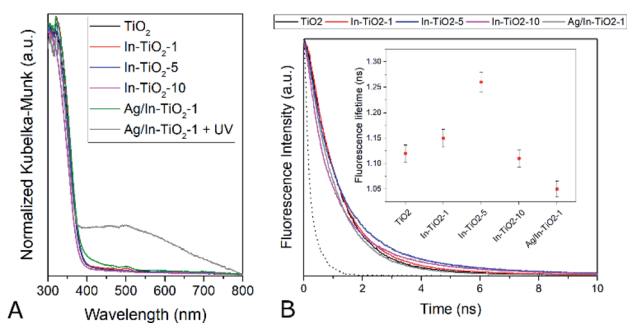 TiO2
In-TiO2-1
In-TiO2-5
In-TiO2-10
Ag/In-TiO2-1
Ag/In-TiO2-1 + UV
Normalized Kubelka-Munk (a.u.)
300 400 500 600 700 800
Wavelength (nm)
A
TiO2 In-TiO2-1 In-TiO2-5 In-TiO2-10 Ag/In-TiO2-1
Fluorescence Intensity (a.u.)
Fluorescence lifetime (ns)
1.30
1.25
1.20
1.15
1.10
1.05
TiO2 In-TiO2-1 In-TiO2-5 In-TiO2-10 Ag/In-TiO2-1
0 2 4 6 8 10
Time (ns)
B